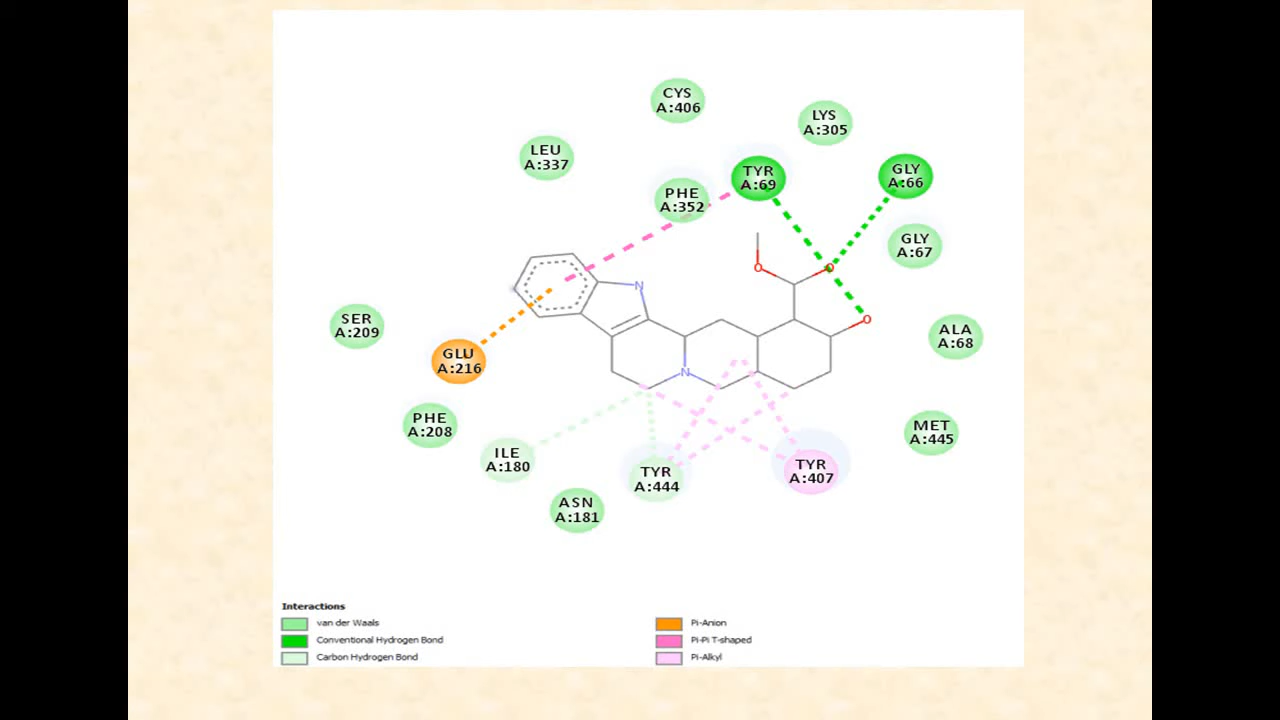 CYS
A:406
LYS
A:305
LEU
A:337
TYR
A:69
GLY
A:66
PHE
A:352
GLY
A:67
O
O
N
O
SER
A:209
ALA
A:68
GLU
A:216
N
PHE
A:208
MET
A:445
ILE
A:180
TYR
A:444
TYR
A:407
ASN
A:181
Interactions
van der Waals
Conventional Hydrogen Bond
Carbon Hydrogen Bond
Pi-Anion
Pi-Pi T-shaped
Pi-Alkyl